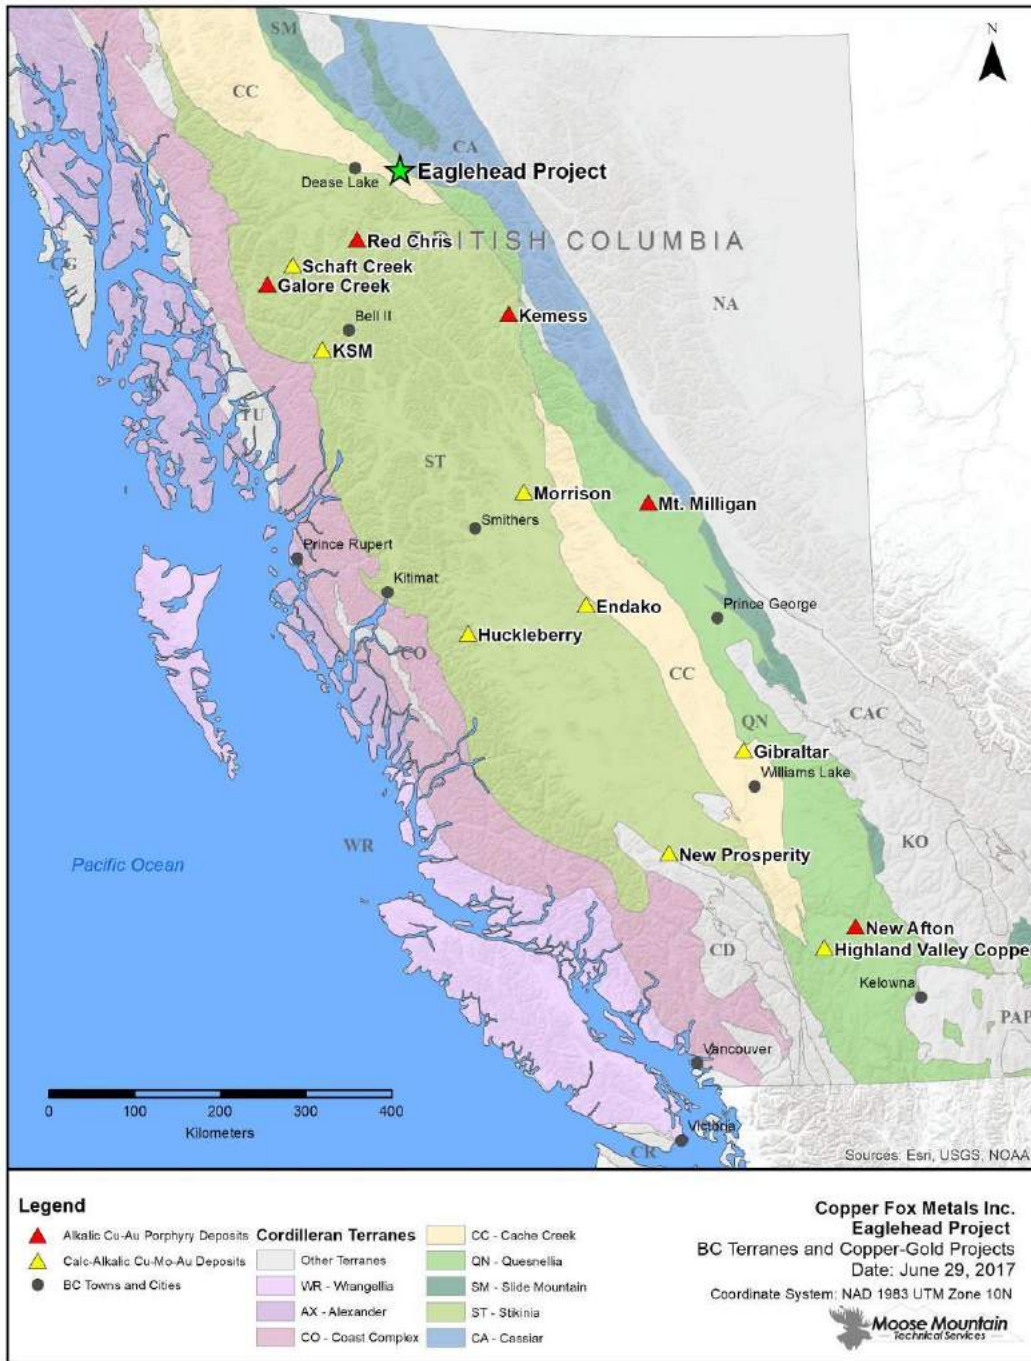 N
SM
CC
CA
Eaglehead Project
Dease Lake
Red Chris
BRITISH COLUMBIA
Schaft Creek
Galore Creek
CG
NA
Bell II
Kemess
KSM
TU
ST
Morrison
Mt. Milligan
Smithers
Prince Rupert
Kitimat
Endako
Prince George
Huckleberry
CO
CC
CAC
QN
Gibraltar
Williams Lake
WR
KO
New Prosperity
Pacific Ocean
New Afton
CD
Highland Valley Copper
Kelowna
PAP
Vancouver
0 100 200 300 400
Kilometers
Victoria
CR
Sources: Esri, USGS, NOAA
Legend
Alkalic Cu-Au Porphyry Deposits
Calc-Alkalic Cu-Mo-Au Deposits
BC Towns and Cities
Cordilleran Terranes
Other Terranes
WR - Wrangellia
AX - Alexander
CO - Coast Complex
CC - Cache Creek
QN - Quesnellia
SM - Slide Mountain
ST - Stikinia
CA - Cassiar
Copper Fox Metals Inc.
Eaglehead Project
BC Terranes and Copper-Gold Projects
Date: June 29, 2017
Coordinate System: NAD 1983 UTM Zone 10N
Moose Mountain
Technical Services